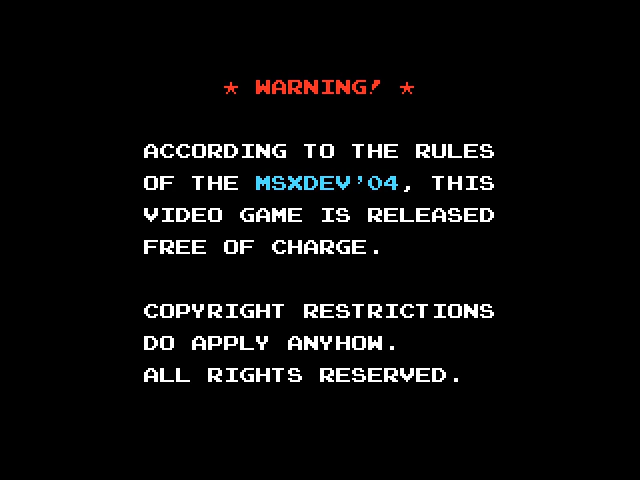 * WARNING! *
ACCORDING TO THE RULES
OF THE MSXDEV'04, THIS
VIDEO GAME IS RELEASED
FREE OF CHARGE.
COPYRIGHT RESTRICTIONS
DO APPLY ANYHOW.
ALL RIGHTS RESERVED.